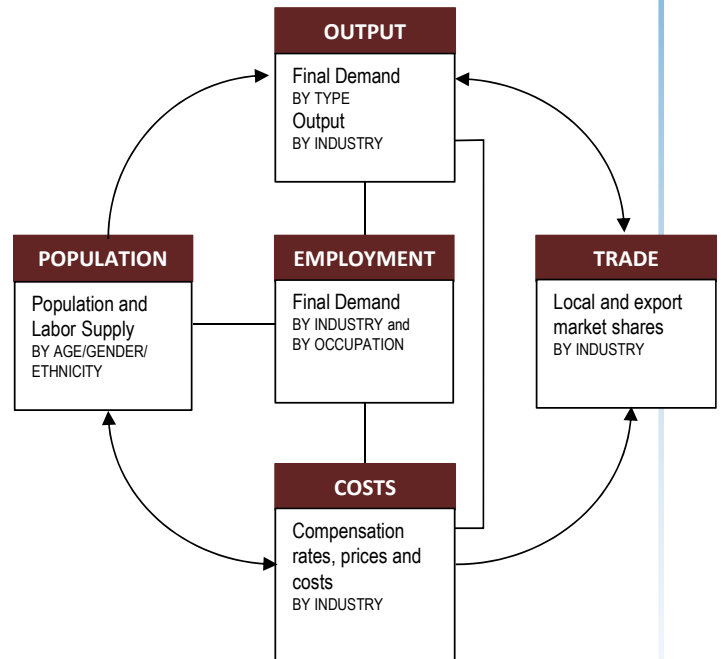 OUTPUT
Final Demand
BY TYPE
Output
BY INDUSTRY
POPULATION
Population and
Labor Supply
BY AGE/GENDER/
ETHNICITY
EMPLOYMENT
Final Demand
BY INDUSTRY and
BY OCCUPATION
TRADE
Local and export
market shares
BY INDUSTRY
COSTS
Compensation
rates, prices and
costs
BY INDUSTRY